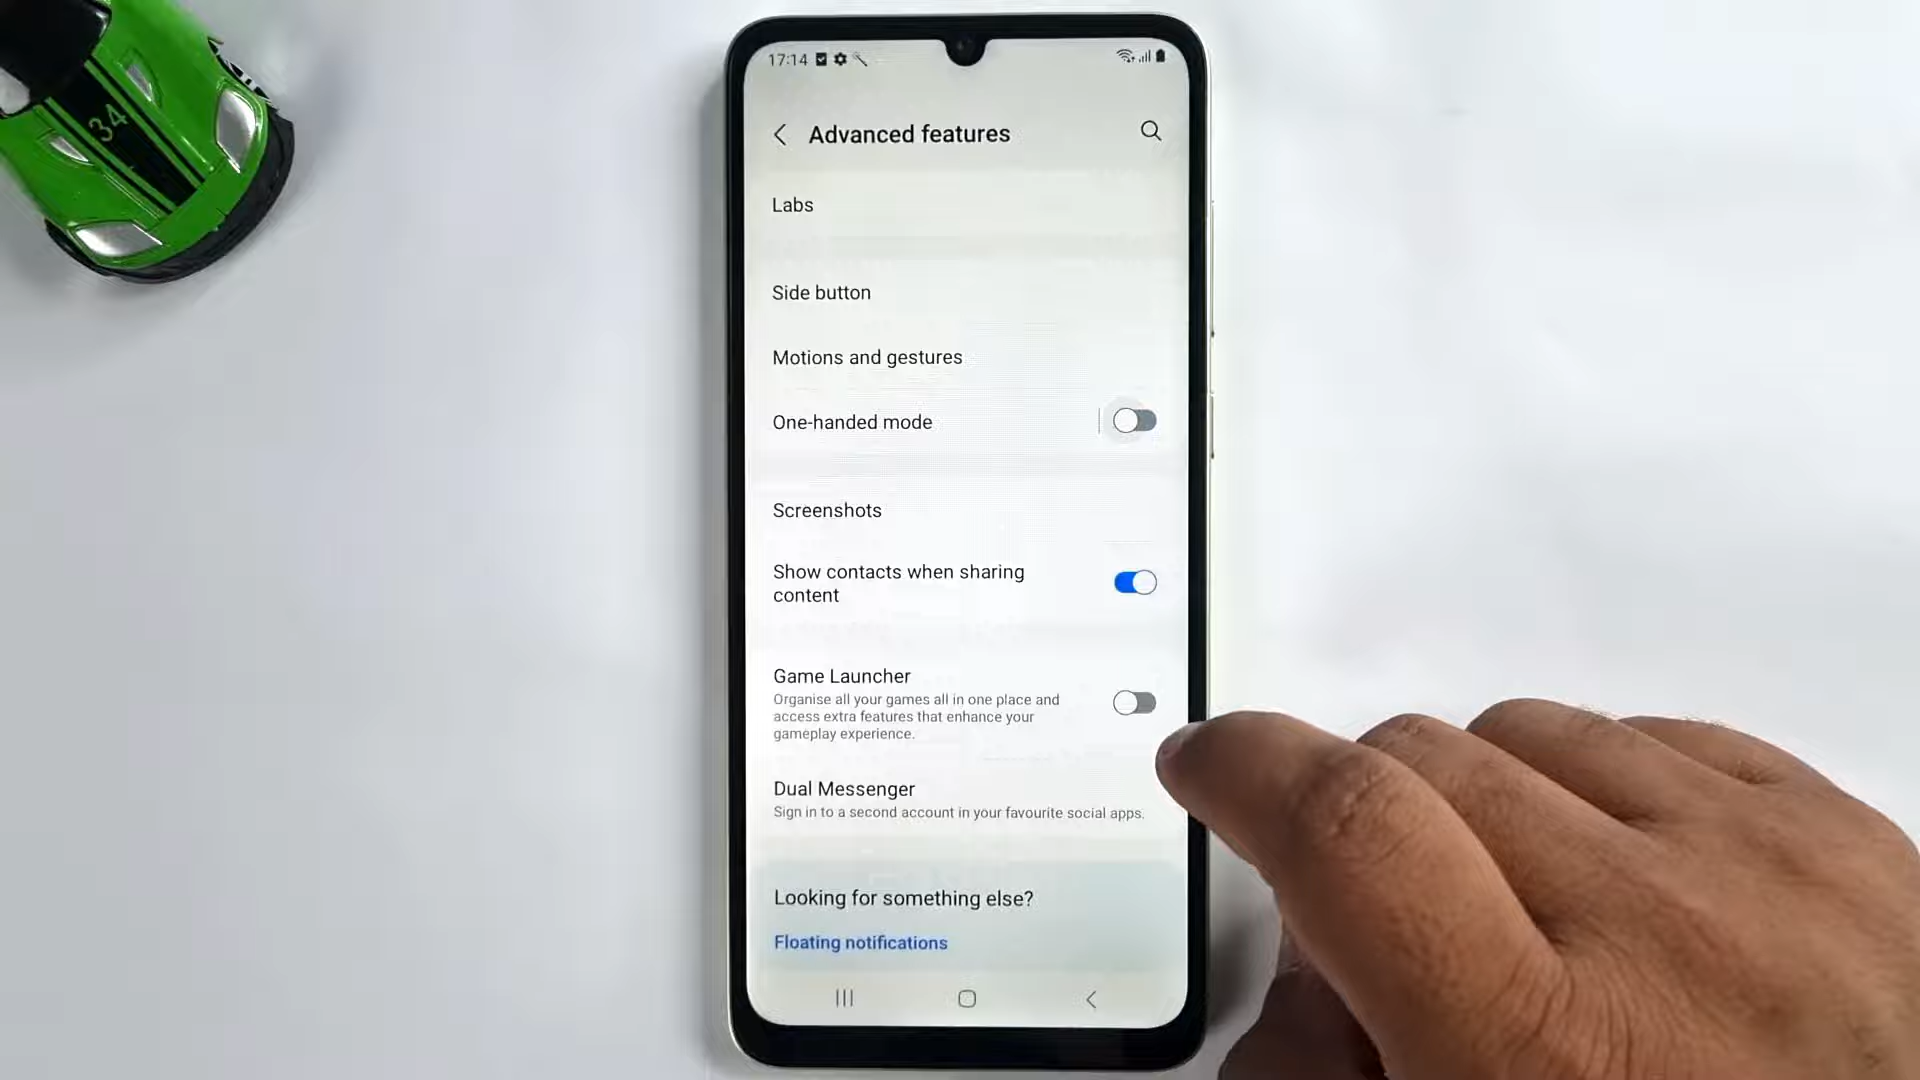 34
17:14
Advanced features
Labs
Side button
Motions and gestures
One-handed mode
Screenshots
Show contacts when sharing
content
Game Launcher
Organise all your games all in one place and
access extra features that enhance your
gameplay experience.
Dual Messenger
Sign in to a second account in your favourite social apps.
Looking for something else?
Floating notifications